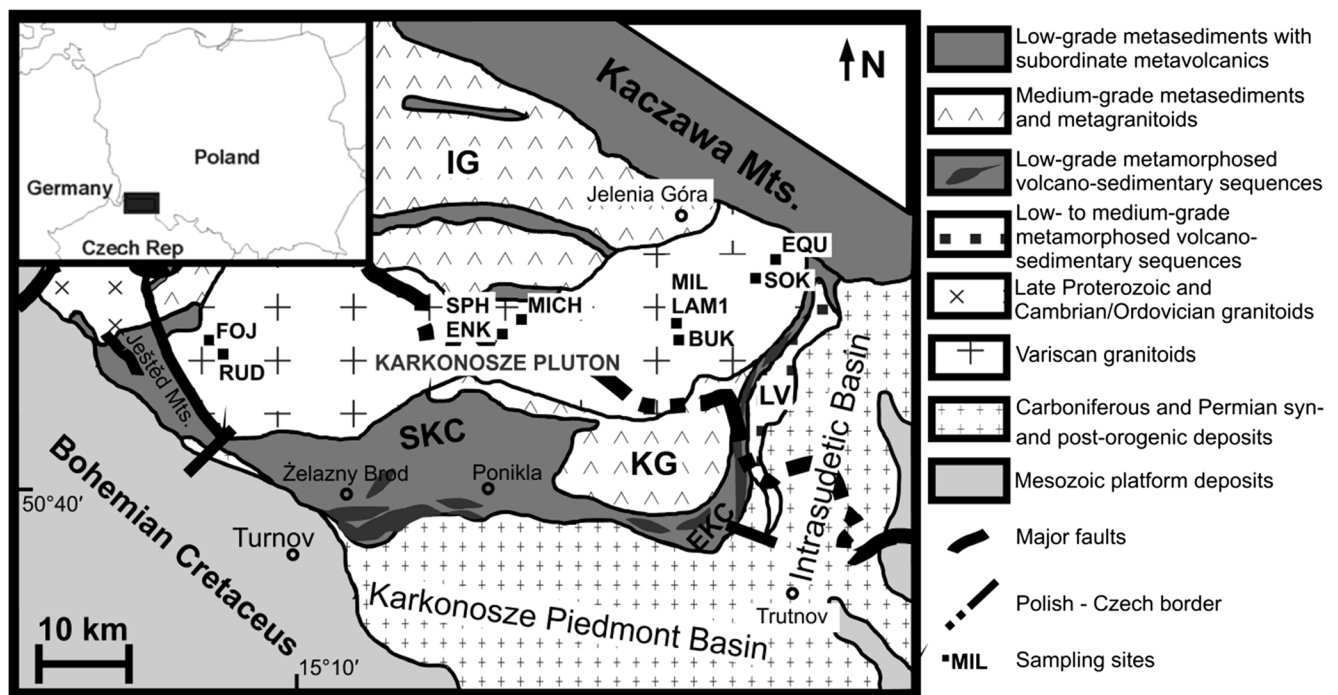 Poland
Germany
Czech Rep
N
Kaczawa Mts.
IG
Jelenia Góra
EQU
SOK
MIL
LAM1
BUK
SPH
ENK
MICH
FOJ
RUD
KARKONOSZE PLUTON
Ještěd Mts.
LV
SKC
KG
EKC
Żelazny Brod
Ponikla
Intrasudetic Basin
50°40'
Bohemian Cretaceus
Turnov
Karkonosze Piedmont Basin
Trutnov
10 km
15°10'
Low-grade metasediments with
subordinate metavolcanics
Medium-grade metasediments
and metagranitoids
Low-grade metamorphosed
volcano-sedimentary sequences
Low- to medium-grade
metamorphosed volcano-
sedimentary sequences
Late Proterozoic and
Cambrian/Ordovician granitoids
Variscan granitoids
Carboniferous and Permian syn-
and post-orogenic deposits
Mesozoic platform deposits
Major faults
Polish - Czech border
MIL
Sampling sites